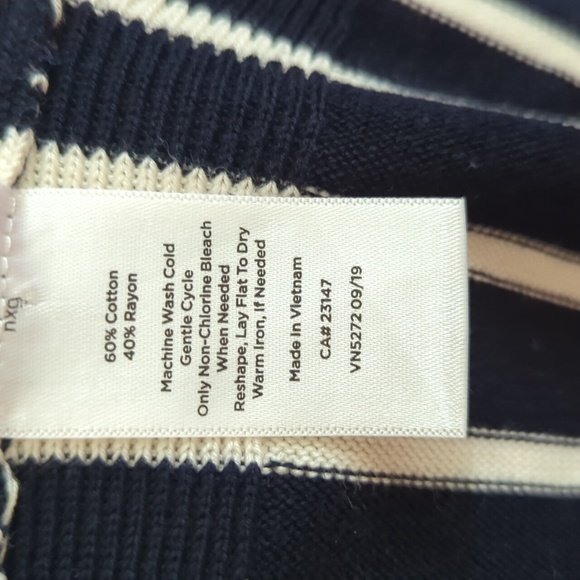 60% Cotton
40% Rayon
Machine Wash Cold
Gentle Cycle
Only Non-Chlorine Bleach
When Needed
Reshape, Lay Flat To Dry
Warm Iron, If Needed
Made In Vietnam
CA# 23147
VN5272 09/19